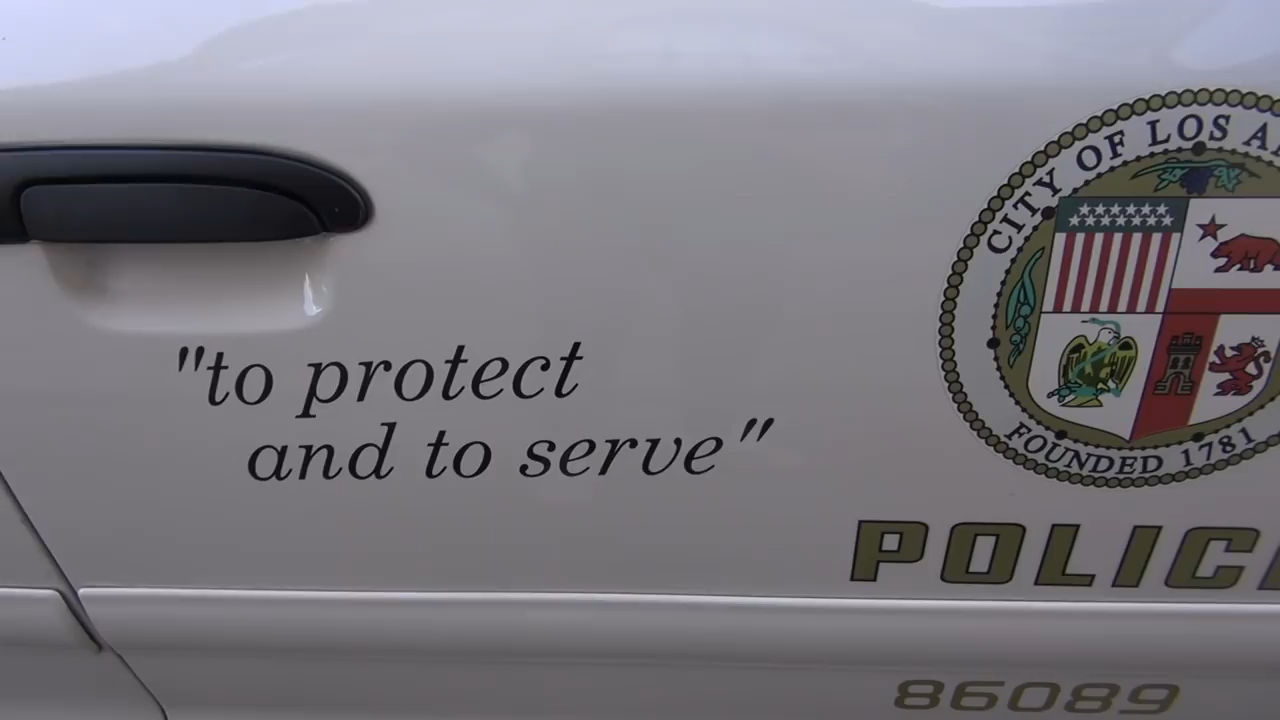 "to protect
and to serve"
CITY OF LOS A
FOUNDED 1781
POLIC
86089